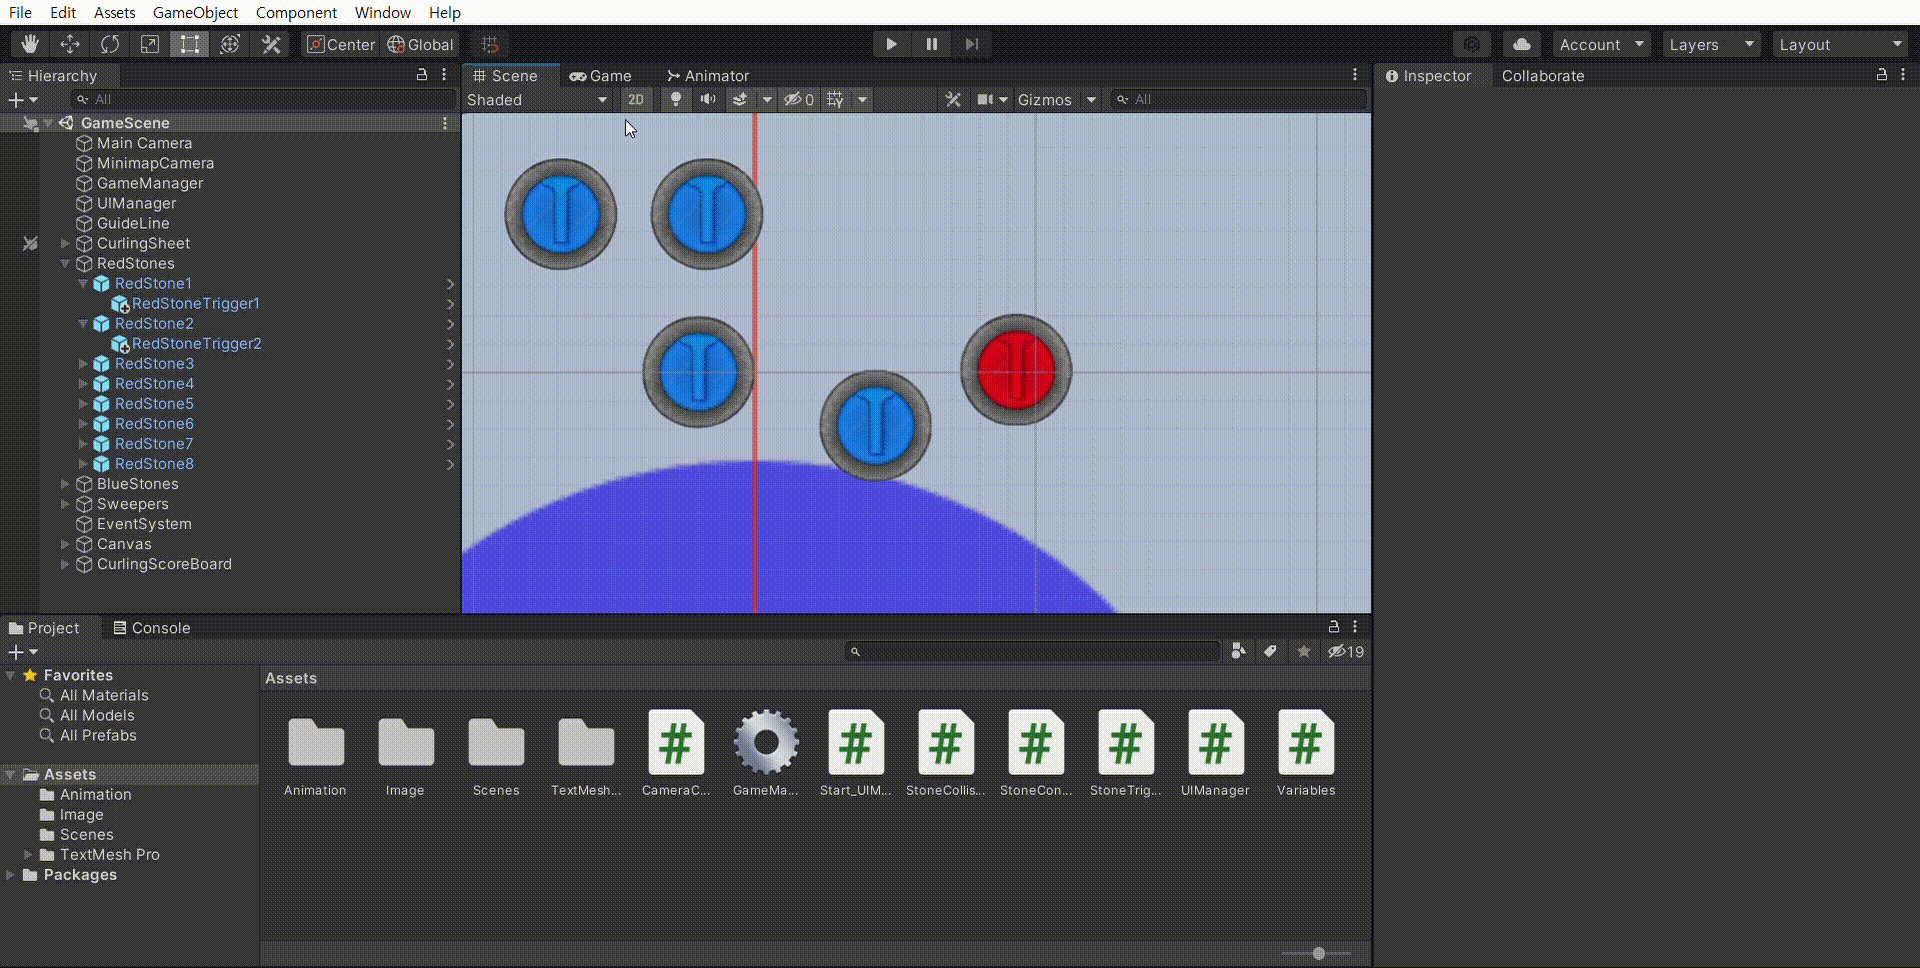 File Edit Assets GameObject Component Window Help
Center Global Account Layers Layout
Hierarchy
All
GameScene
Main Camera
MinimapCamera
GameManager
UIManager
GuideLine
CurlingSheet
RedStones
RedStone1
RedStoneTrigger1
RedStone2
RedStoneTrigger2
RedStone3
RedStone4
RedStone5
RedStone6
RedStone7
RedStone8
BlueStones
Sweepers
EventSystem
Canvas
CurlingScoreBoard
Scene Game Animator
Shaded 2D 0 Gizmos All
Inspector Collaborate
Project Console
19
Favorites
All Materials
All Models
All Prefabs
Assets
Animation
Image
Scenes
TextMesh Pro
Packages
Assets
Animation Image Scenes TextMesh... CameraC... GameMa... Start_UIM... StoneCollis... StoneCon... StoneTrig... UIManager Variables